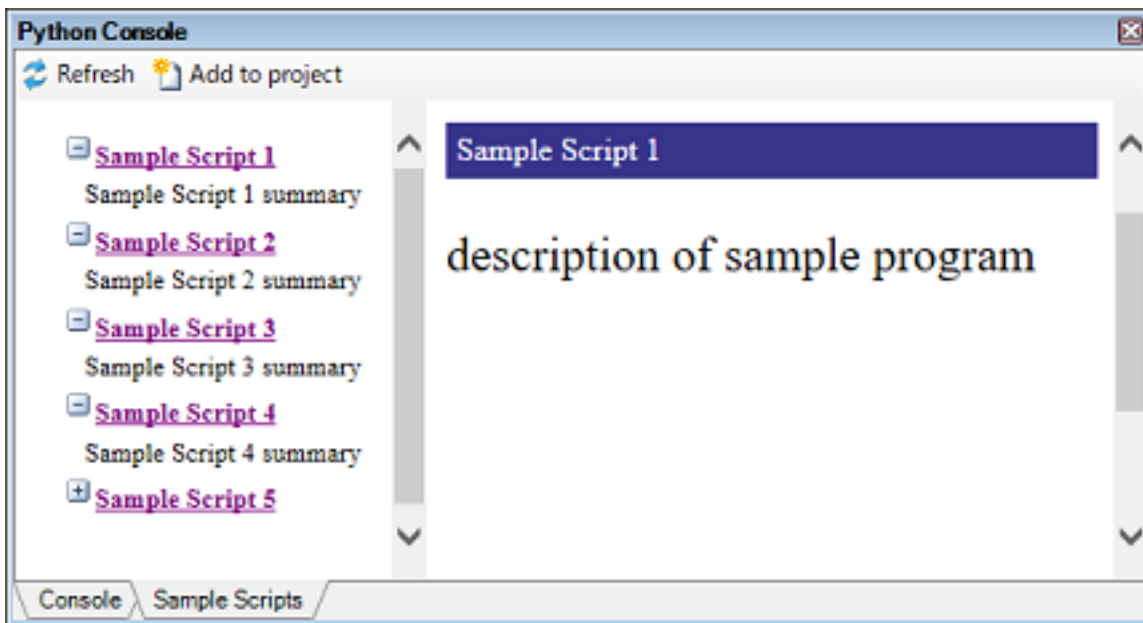 Python Console
Refresh Add to project
Sample Script 1
Sample Script 1 summary
Sample Script 2
Sample Script 2 summary
Sample Script 3
Sample Script 3 summary
Sample Script 4
Sample Script 4 summary
Sample Script 5
Sample Script 1
description of sample program
Console Sample Scripts